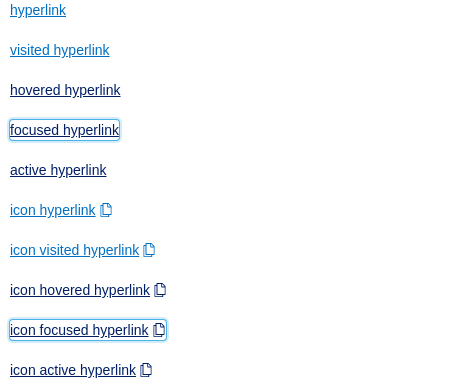 hyperlink
visited hyperlink
hovered hyperlink
focused hyperlink
active hyperlink
icon hyperlink
icon visited hyperlink
icon hovered hyperlink
icon focused hyperlink
icon active hyperlink